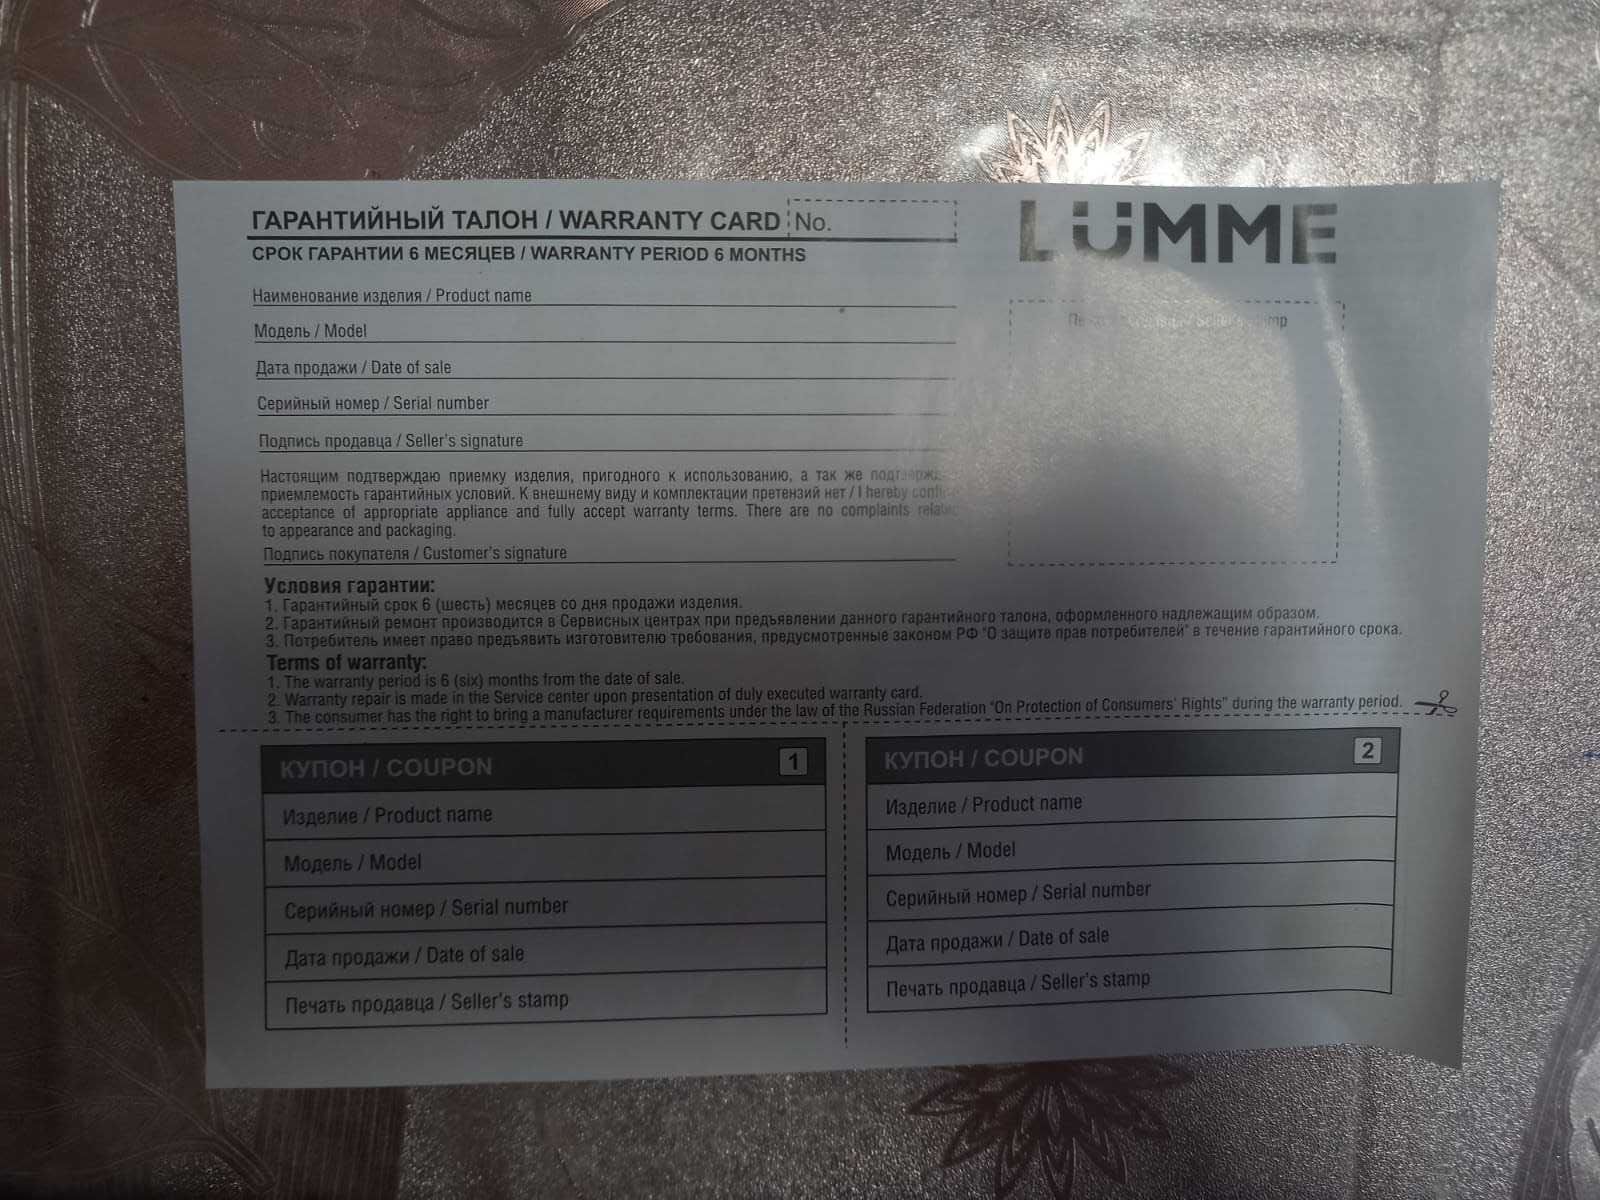 ГАРАНТИЙНЫЙ ТАЛОН / WARRANTY CARD No.
LUMME
СРОК ГАРАНТИИ 6 МЕСЯЦЕВ / WARRANTY PERIOD 6 MONTHS
Наименование изделия / Product name
Модель / Model
Дата продажи / Date of sale
Серийный номер / Serial number
Подпись продавца / Seller's signature
Настоящим подтверждаю приемку изделия, пригодного к использованию, а так же
приемлемость гарантийных условий. К внешнему виду и комплектации претензий нет / I hereby
acceptance of appropriate appliance and fully accept warranty terms. There are no complaints
to appearance and packaging.
Подпись покупателя / Customer's signature
Условия гарантии:
1. Гарантийный срок 6 (шесть) месяцев со дня продажи изделия.
2. Гарантийный ремонт производится в Сервисных центрах при предъявлении данного гарантийного талона, оформленного надлежащим образом.
3. Потребитель имеет право предъявить изготовителю требования, предусмотренные законом РФ "О защите прав потребителей" в течение гарантийного срока.
Terms of warranty:
1. The warranty period is 6 (six) months from the date of sale.
2. Warranty repair is made in the Service center upon presentation of duly executed warranty card.
3. The consumer has the right to bring a manufacturer requirements under the law of the Russian Federation "On Protection of Consumers' Rights" during the warranty period.
КУПОН / COUPON 1
Изделие / Product name
Модель / Model
Серийный номер / Serial number
Дата продажи / Date of sale
Печать продавца / Seller's stamp
КУПОН / COUPON 2
Изделие / Product name
Модель / Model
Серийный номер / Serial number
Дата продажи / Date of sale
Печать продавца / Seller's stamp